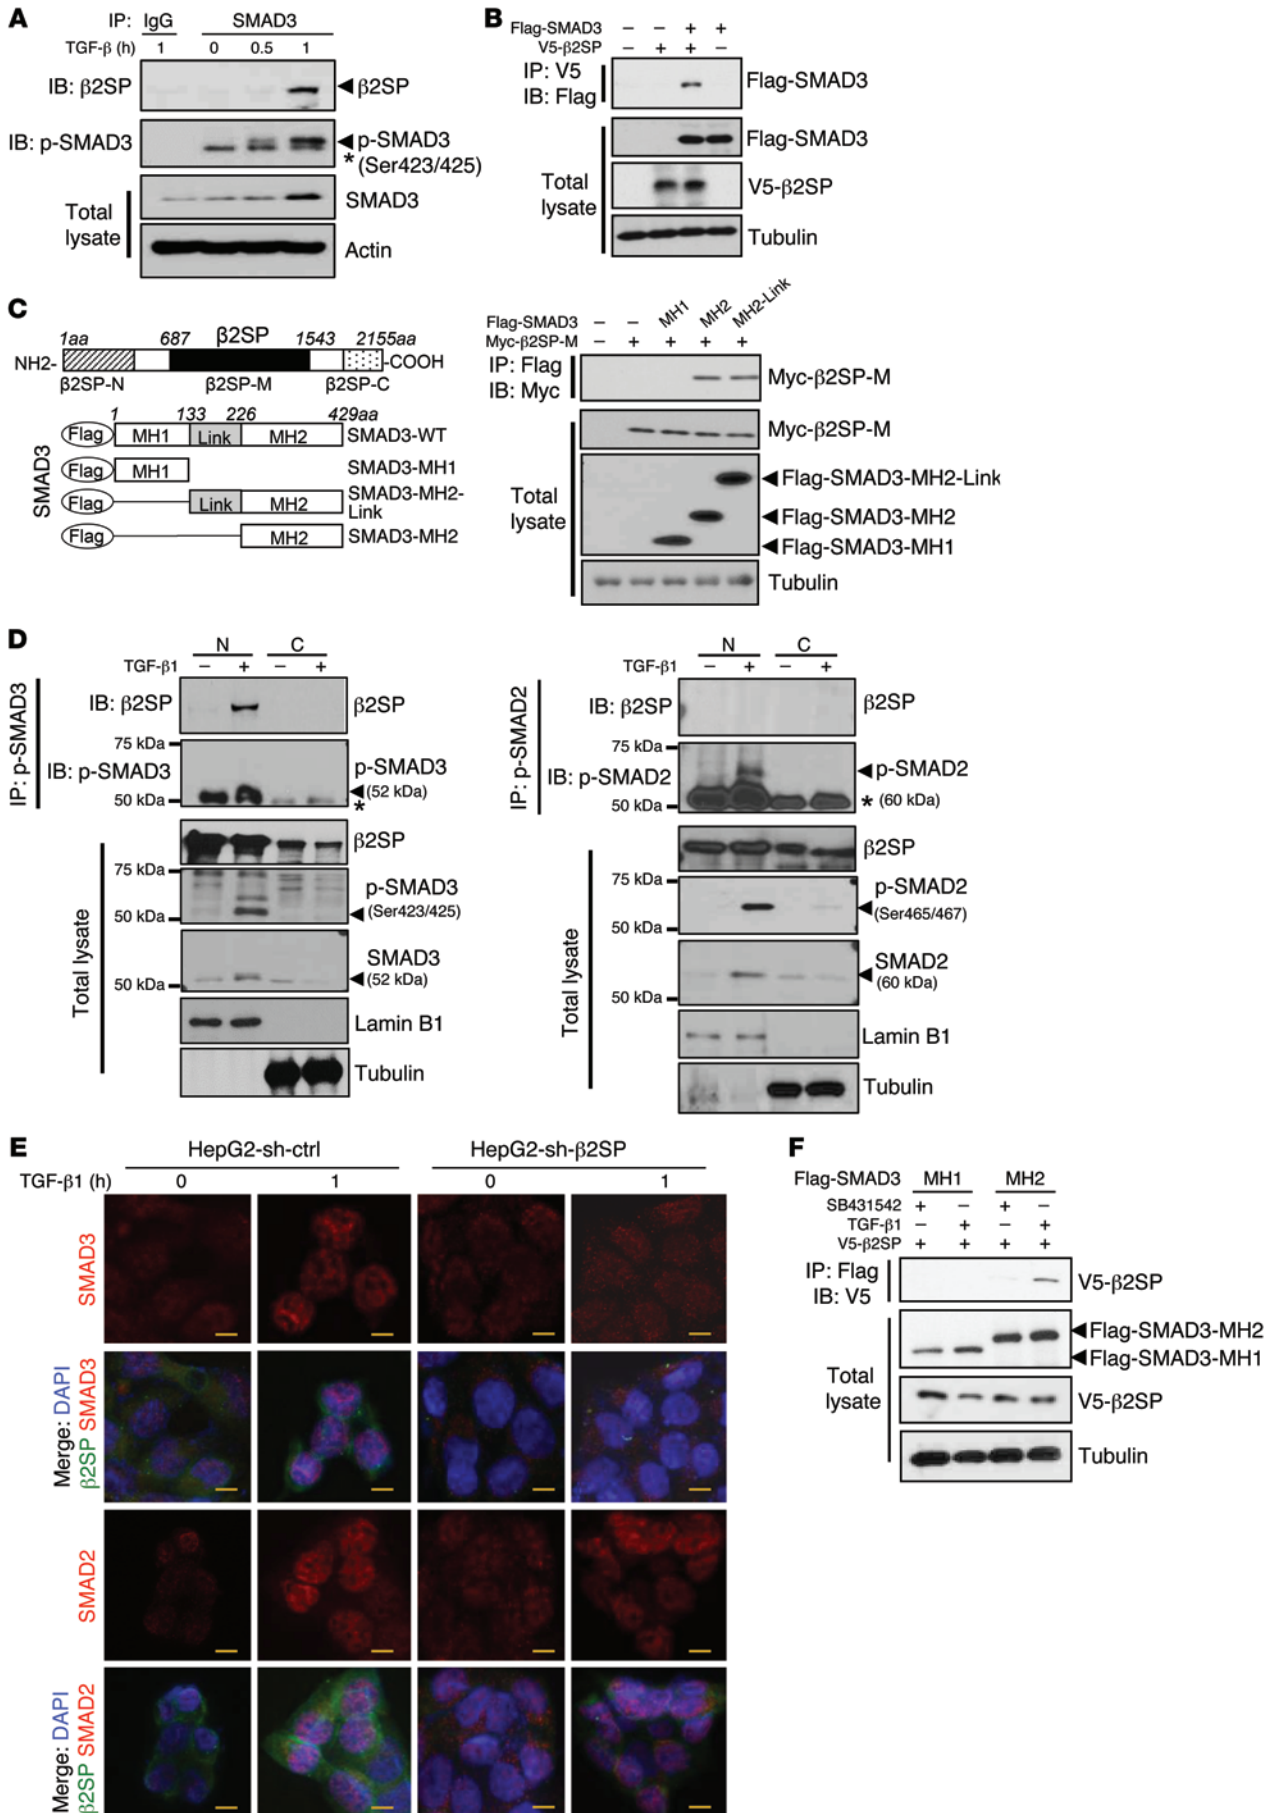 A
IP: IgG SMAD3
TGF-β (h) 1 0 0.5 1
IB: β2SP β2SP
IB: p-SMAD3 p-SMAD3
* (Ser423/425)
Total lysate
SMAD3
Actin
B
Flag-SMAD3 – – + +
V5-β2SP – + + –
IP: V5
IB: Flag
Flag-SMAD3
Total lysate
Flag-SMAD3
V5-β2SP
Tubulin
C
1aa 687 β2SP 1543 2155aa
NH2- -COOH
β2SP-N β2SP-M β2SP-C
1 133 226 429aa
SMAD3
Flag MH1 Link MH2 SMAD3-WT
Flag MH1 SMAD3-MH1
Flag Link MH2 SMAD3-MH2-
Link
Flag MH2 SMAD3-MH2
Flag-SMAD3 – – MH1 MH2 MH2-Link
Myc-β2SP-M – + + + +
IP: Flag
IB: Myc
Myc-β2SP-M
Total lysate
Myc-β2SP-M
Flag-SMAD3-MH2-Link
Flag-SMAD3-MH2
Flag-SMAD3-MH1
Tubulin
D
N C
TGF-β1 – + – +
IP: p-SMAD3
IB: β2SP β2SP
75 kDa
IB: p-SMAD3 p-SMAD3
(52 kDa)
50 kDa *
Total lysate
β2SP
75 kDa
p-SMAD3
50 kDa (Ser423/425)
SMAD3
50 kDa (52 kDa)
Lamin B1
Tubulin
N C
TGF-β1 – + – +
IP: p-SMAD2
IB: β2SP β2SP
75 kDa
IB: p-SMAD2 p-SMAD2
50 kDa * (60 kDa)
Total lysate
β2SP
75 kDa
p-SMAD2
(Ser465/467)
50 kDa
SMAD2
(60 kDa)
50 kDa
Lamin B1
Tubulin
E
HepG2-sh-ctrl HepG2-sh-β2SP
TGF-β1 (h) 0 1 0 1
SMAD3
Merge: DAPI
β2SP SMAD3
SMAD2
Merge: DAPI
β2SP SMAD2
F
Flag-SMAD3 MH1 MH2
SB431542 + – + –
TGF-β1 – + – +
V5-β2SP + + + +
IP: Flag
IB: V5
V5-β2SP
Total lysate
Flag-SMAD3-MH2
Flag-SMAD3-MH1
V5-β2SP
Tubulin